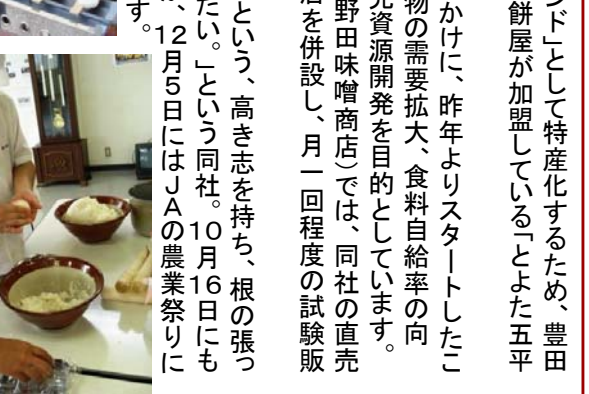 ンド」として特産化するため、豊田
餅屋が加盟している「とよた五平
かけに、昨年よりスタートしたこ
物の需要拡大、食料自給率の向
資源開発を目的としています。
野田味噌商店）では、同社の直売
を併設し、月一回程度の試験販
という、高き志を持ち、根の張っ
たい。」という同社。１０月１６日にも
、１２月５日にはＪＡの農業祭りに
す。